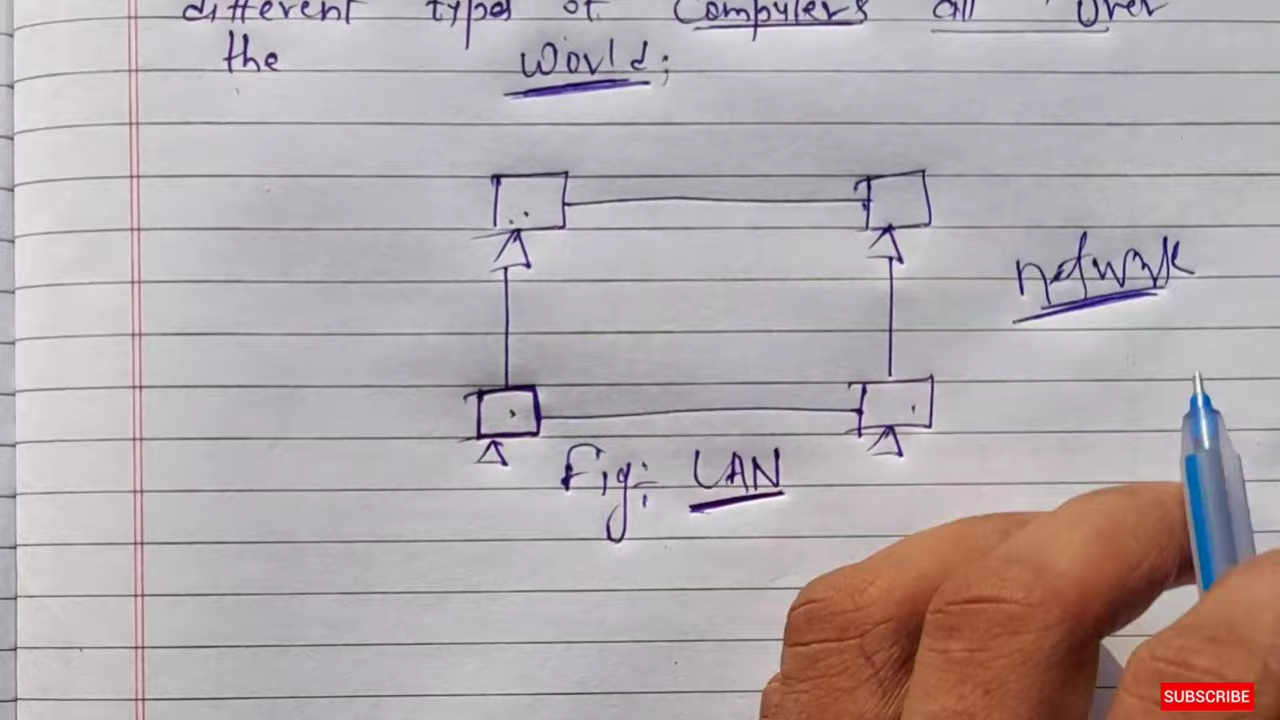 different types of Computers all over
the World;
network
Fig:- LAN
SUBSCRIBE